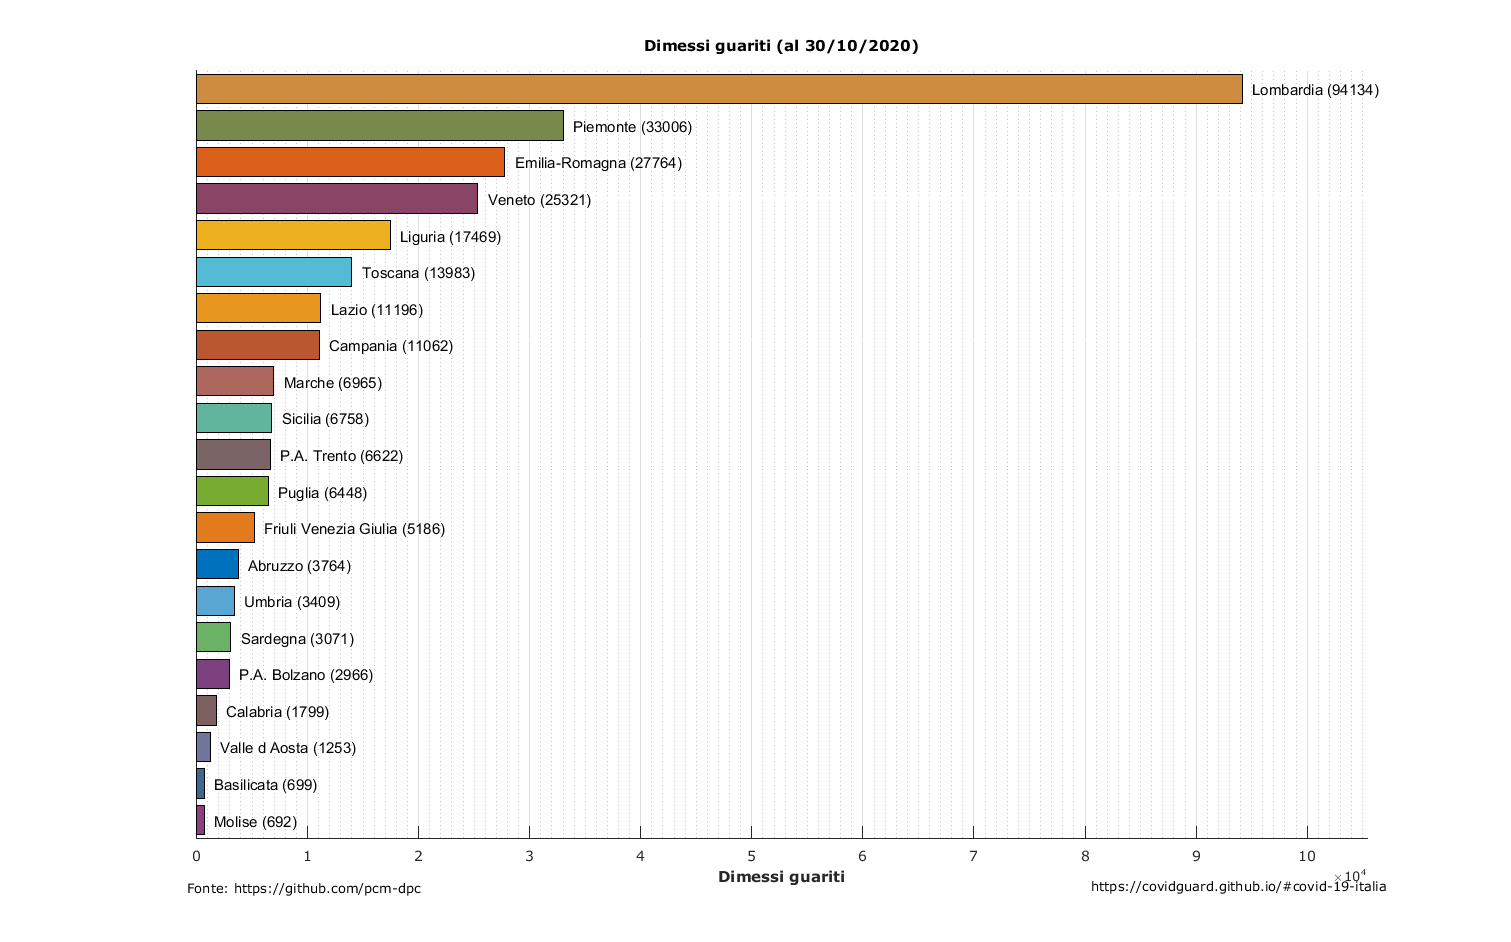 Dimessi guariti (al 30/10/2020)
Lombardia (94134)
Piemonte (33006)
Emilia-Romagna (27764)
Veneto (25321)
Liguria (17469)
Toscana (13983)
Lazio (11196)
Campania (11062)
Marche (6965)
Sicilia (6758)
P.A. Trento (6622)
Puglia (6448)
Friuli Venezia Giulia (5186)
Abruzzo (3764)
Umbria (3409)
Sardegna (3071)
P.A. Bolzano (2966)
Calabria (1799)
Valle d Aosta (1253)
Basilicata (699)
Molise (692)
0 1 2 3 4 5 6 7 8 9 10
×10⁴
Dimessi guariti
Fonte: https://github.com/pcm-dpc
https://covidguard.github.io/#covid-19-italia